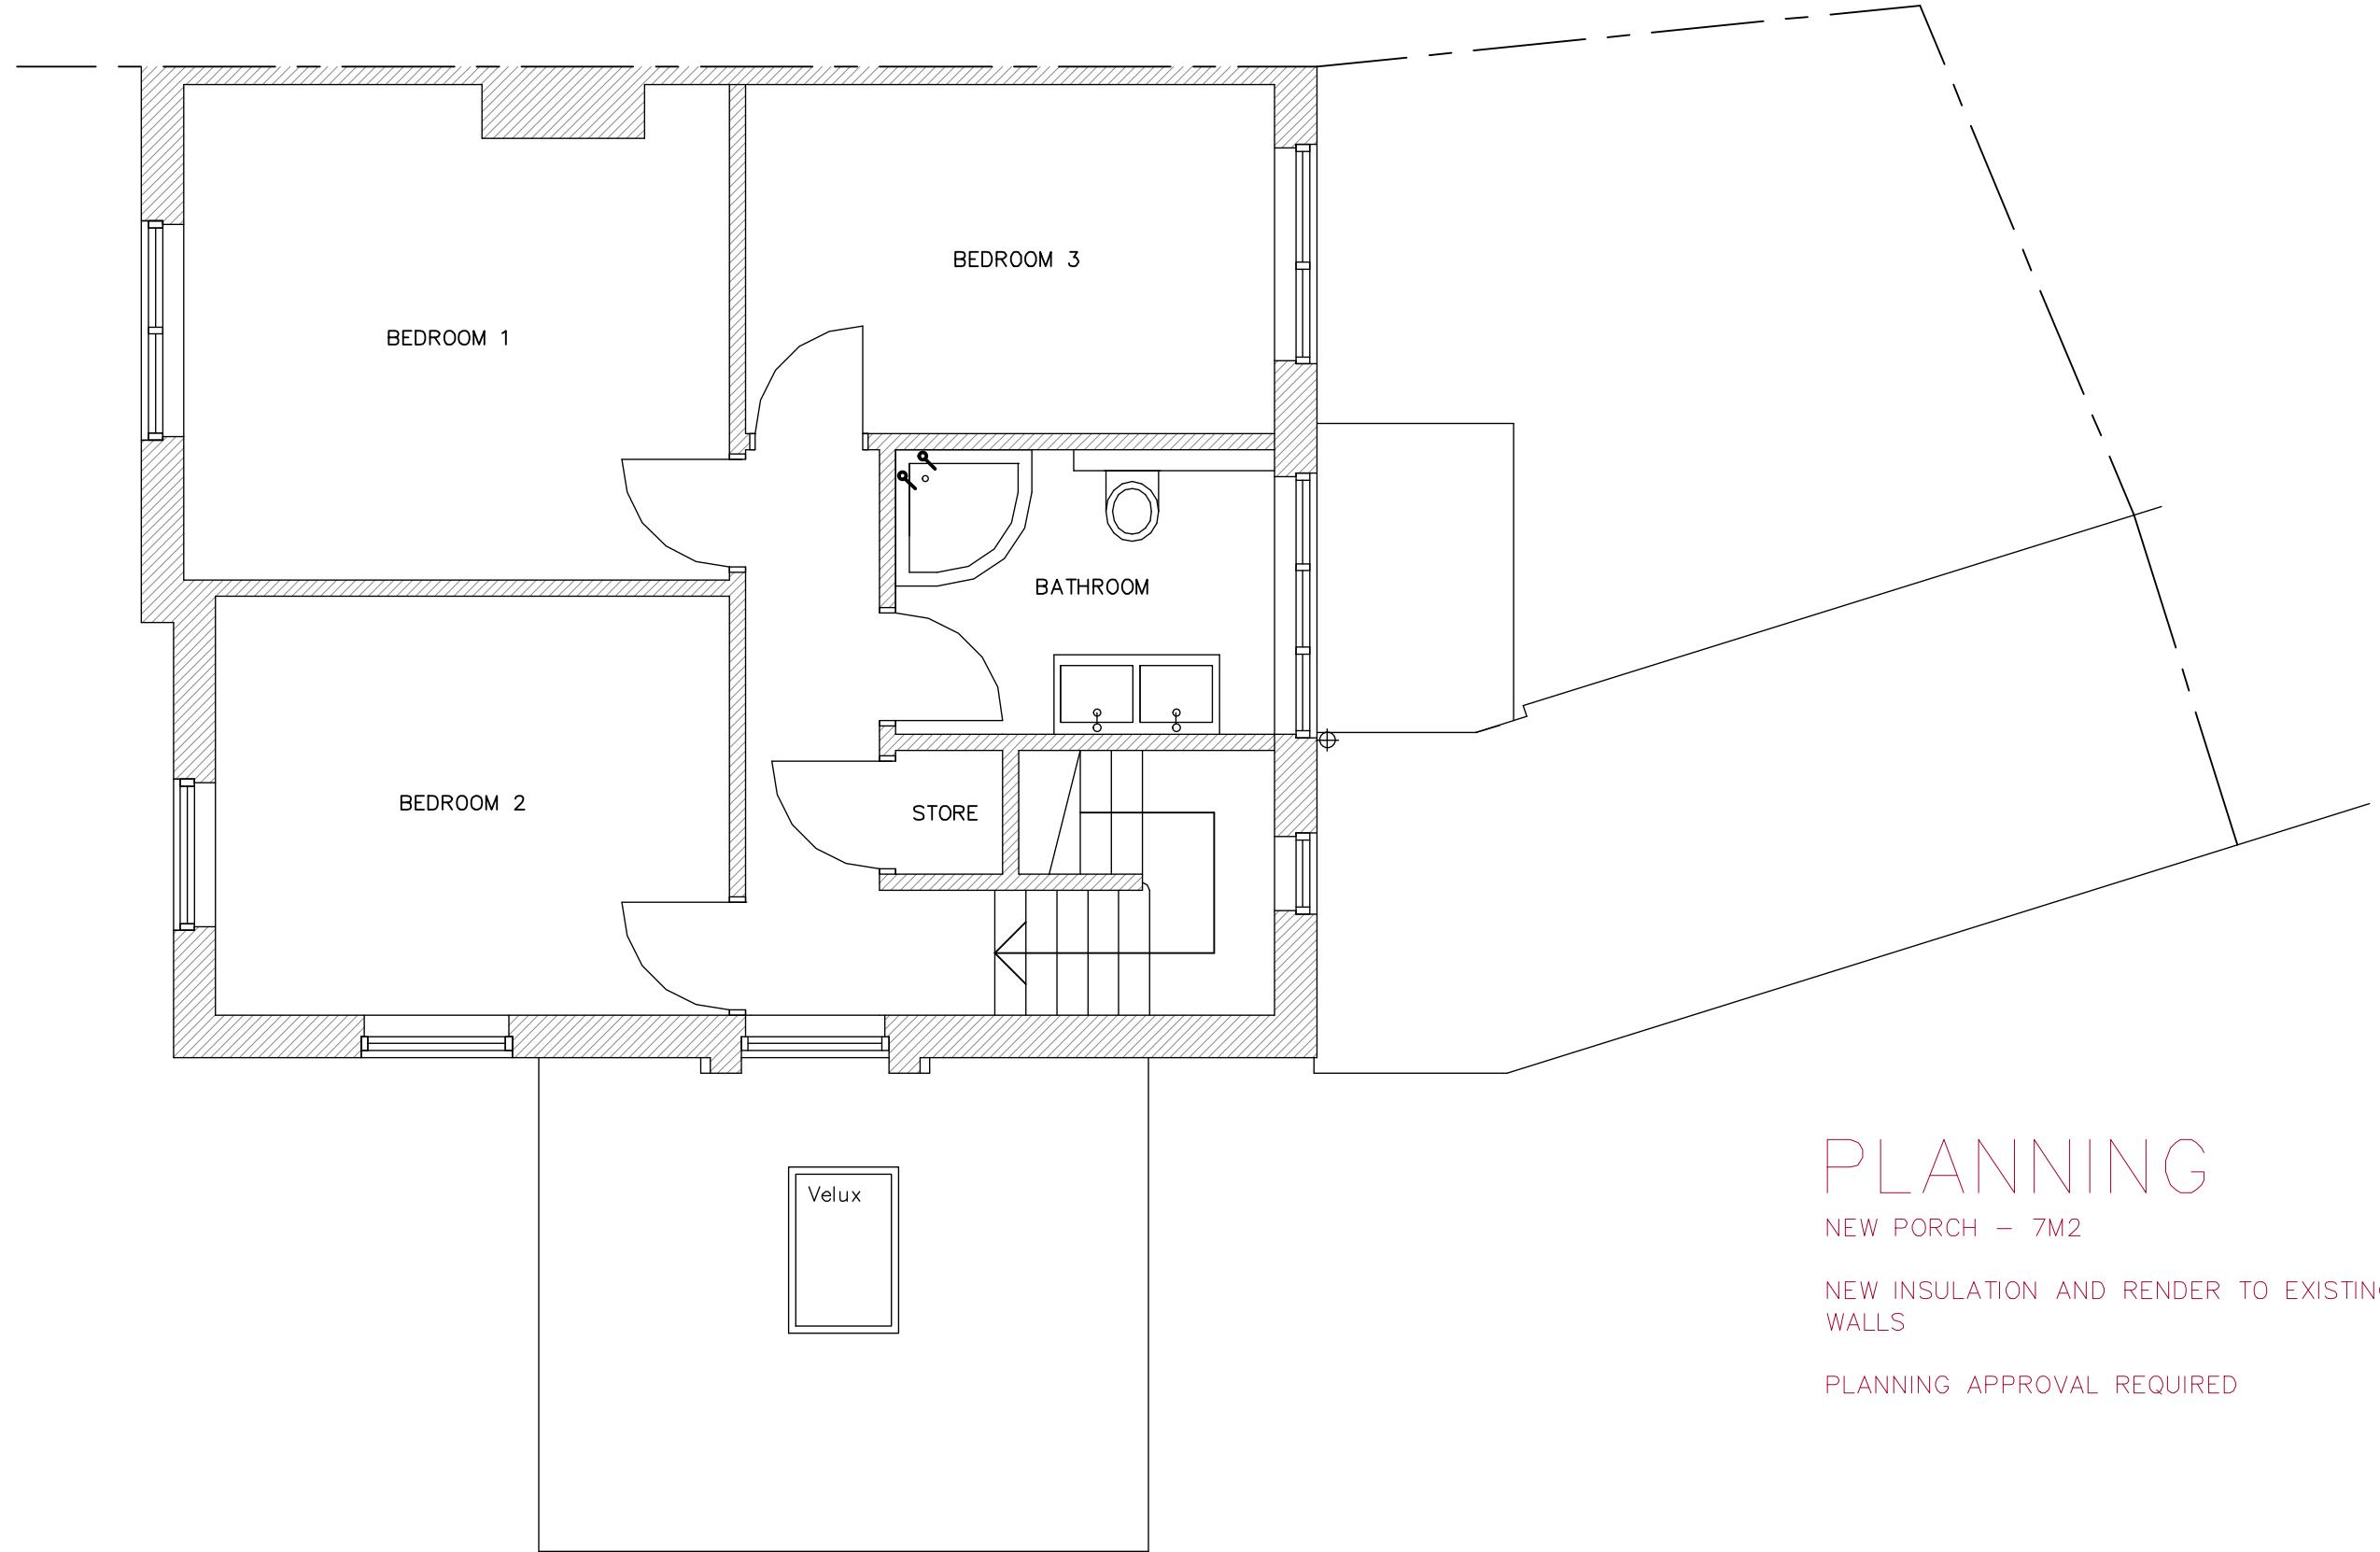 BEDROOM 3
BEDROOM 1
BATHROOM
BEDROOM 2
STORE
Velux
PLANNING
NEW PORCH - 7M2
NEW INSULATION AND RENDER TO EXISTING
WALLS
PLANNING APPROVAL REQUIRED